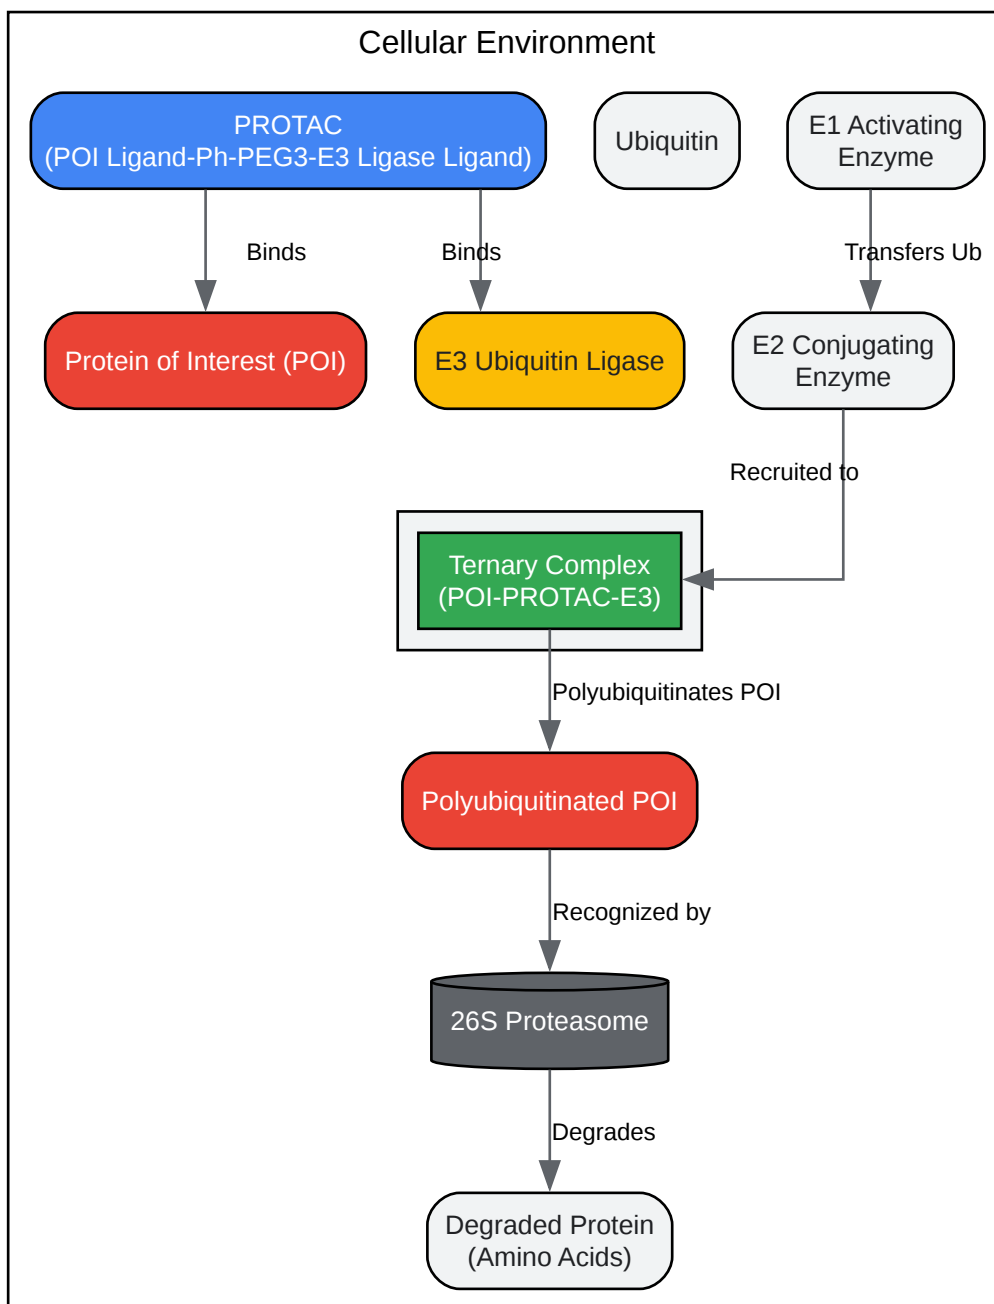 Cellular Environment
PROTAC
(POI Ligand-Ph-PEG3-E3 Ligase Ligand)
Ubiquitin
E1 Activating
Enzyme
Binds
Binds
Transfers Ub
Protein of Interest (POI)
E3 Ubiquitin Ligase
E2 Conjugating
Enzyme
Recruited to
Ternary Complex
(POI-PROTAC-E3)
Polyubiquitinates POI
Polyubiquitinated POI
Recognized by
26S Proteasome
Degrades
Degraded Protein
(Amino Acids)